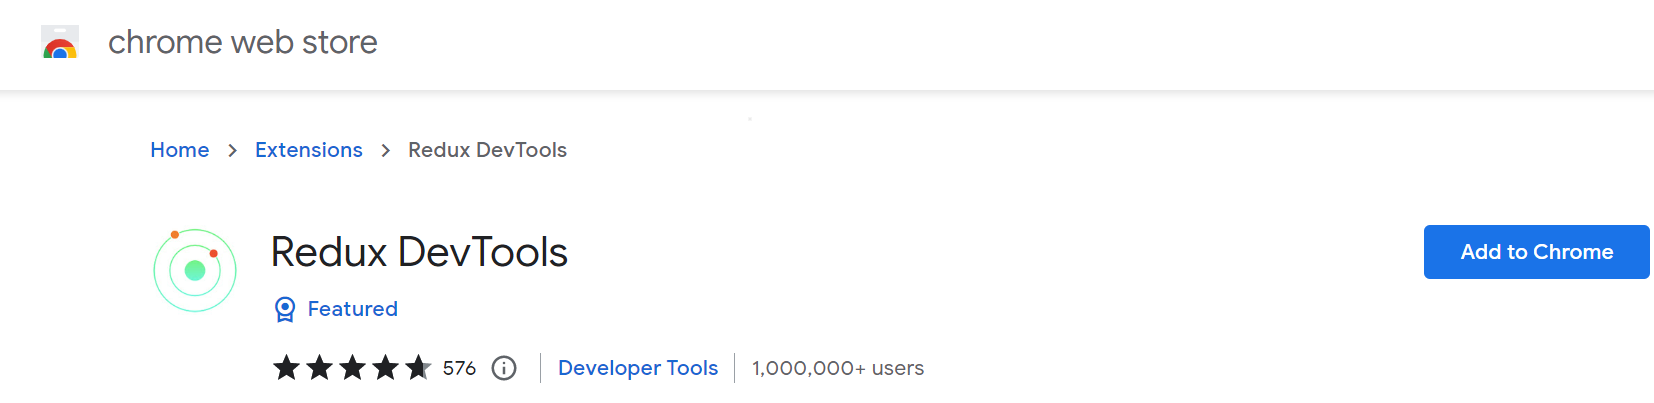 chrome web store
Home > Extensions > Redux DevTools
Redux DevTools
Add to Chrome
Featured
576 | Developer Tools | 1,000,000+ users